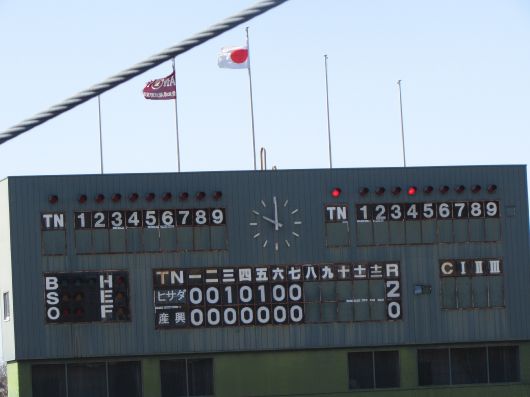 TN 1 2 3 4 5 6 7 8 9
TN 1 2 3 4 5 6 7 8 9
B H
S E
O F
TN 一 二 三 四 五 六 七 八 九 十 士 士 R
ヒサダ 0 0 1 0 1 0 0 2
産興 0 0 0 0 0 0 0 0
C I II III